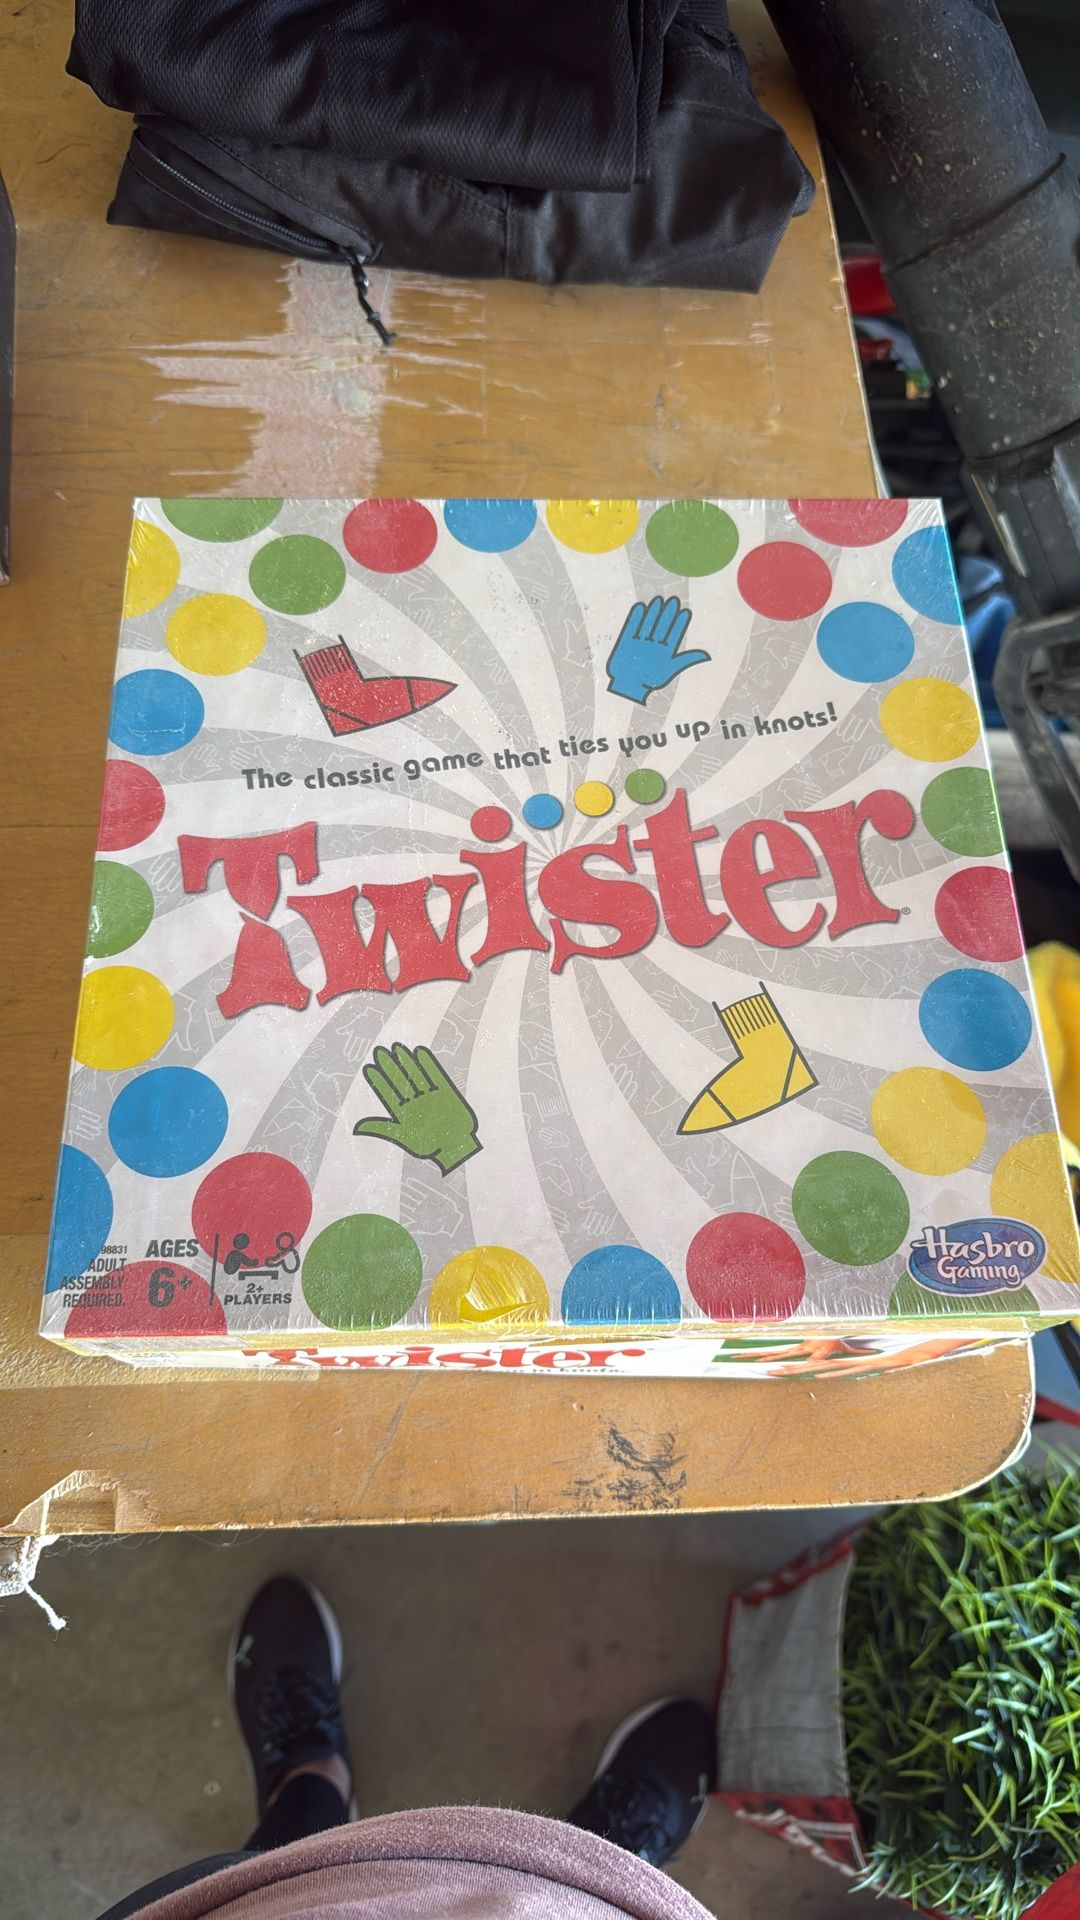 The classic game that ties you up in knots!
Twister®
98831
ADULT
ASSEMBLY
REQUIRED.
AGES
6+
2+
PLAYERS
Hasbro
Gaming
Twister